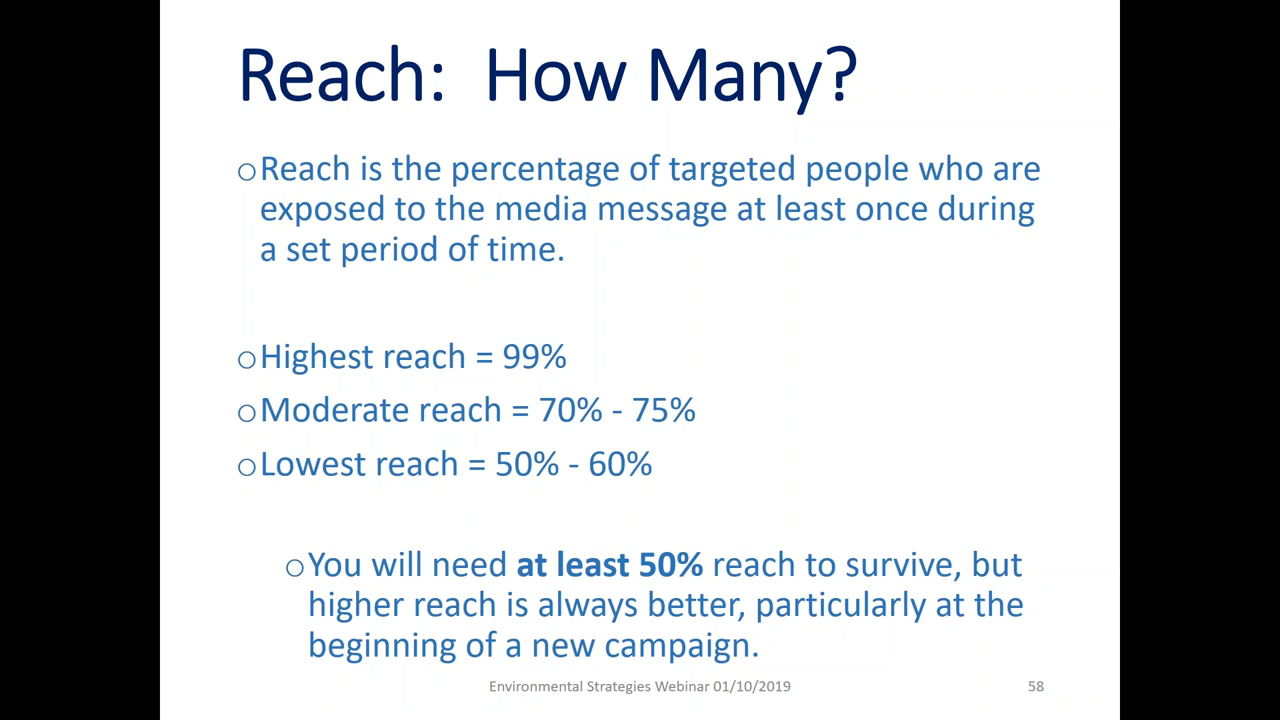 Reach:  How Many?
○Reach is the percentage of targeted people who are
exposed to the media message at least once during
a set period of time.
○Highest reach = 99%
○Moderate reach = 70% - 75%
○Lowest reach = 50% - 60%
○You will need at least 50% reach to survive, but
higher reach is always better, particularly at the
beginning of a new campaign.
Environmental Strategies Webinar 01/10/2019
58